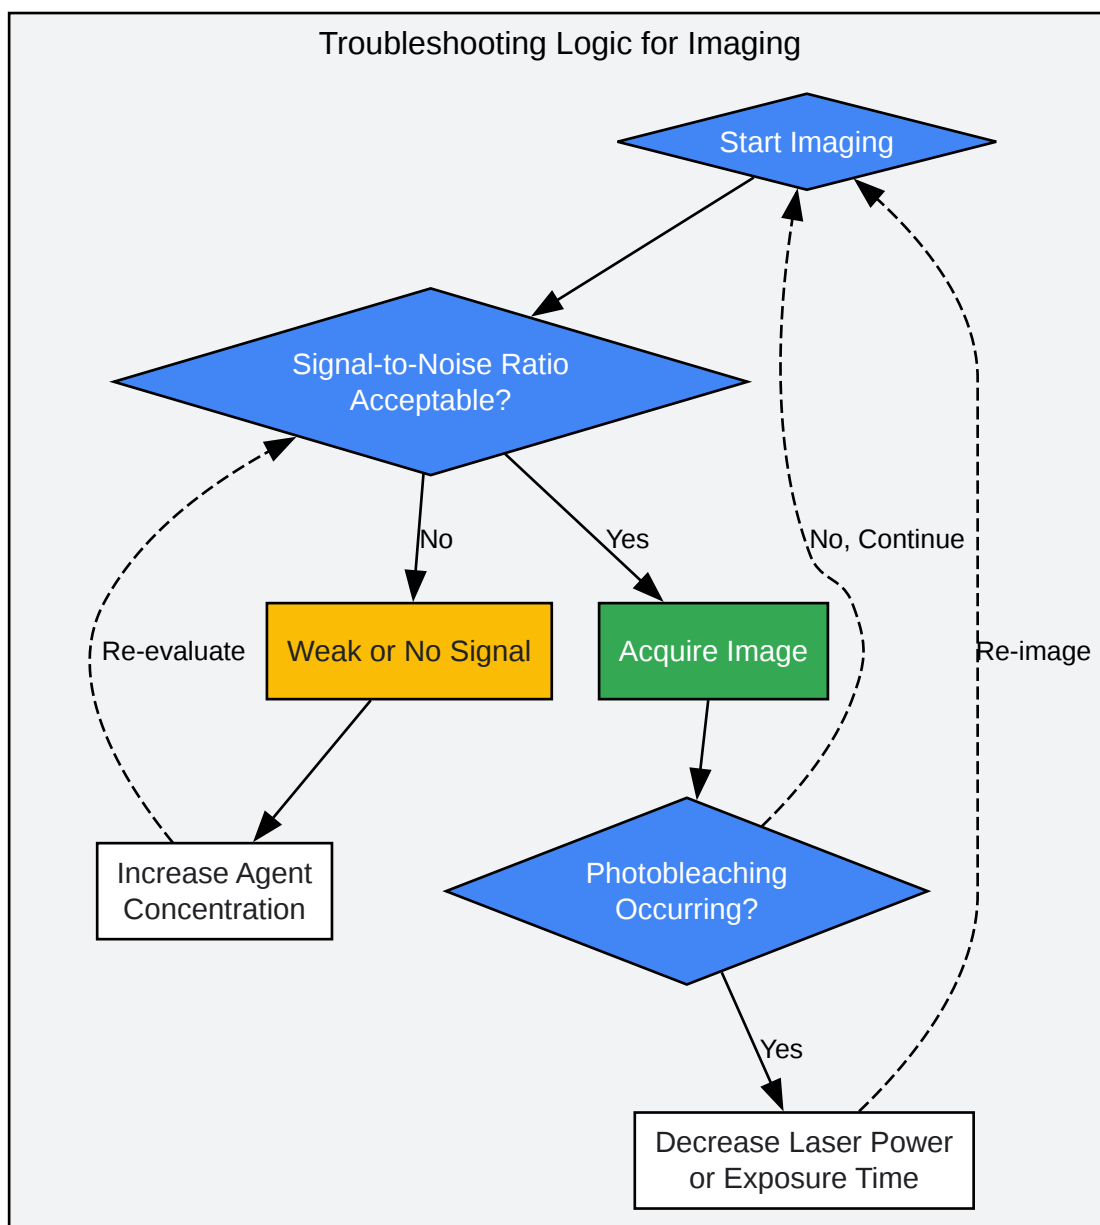 Troubleshooting Logic for Imaging
Start Imaging
Signal-to-Noise Ratio
Acceptable?
No
Yes
No, Continue
Re-evaluate
Weak or No Signal
Acquire Image
Re-image
Increase Agent
Concentration
Photobleaching
Occurring?
Yes
Decrease Laser Power
or Exposure Time